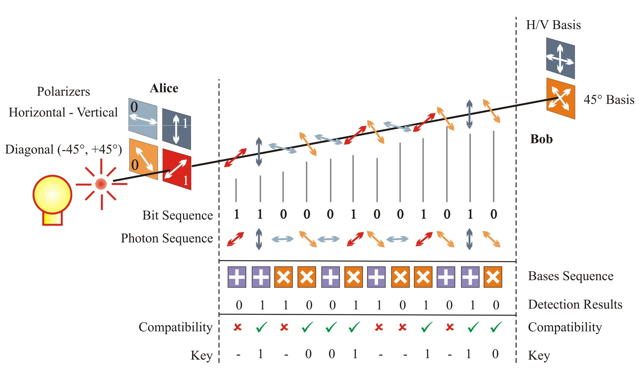 H/V Basis
Polarizers
Alice
Horizontal - Vertical
0
1
45° Basis
Diagonal (-45°, +45°)
0
1
Bob
Bit Sequence 1 1 0 0 0 1 0 0 1 0 1 0
Photon Sequence
Bases Sequence
0 1 1 0 0 1 1 0 1 0 1 0 Detection Results
Compatibility ✗ ✓ ✗ ✓ ✓ ✓ ✗ ✗ ✓ ✗ ✓ ✓ Compatibility
Key - 1 - 0 0 1 - - 1 - 1 0 Key